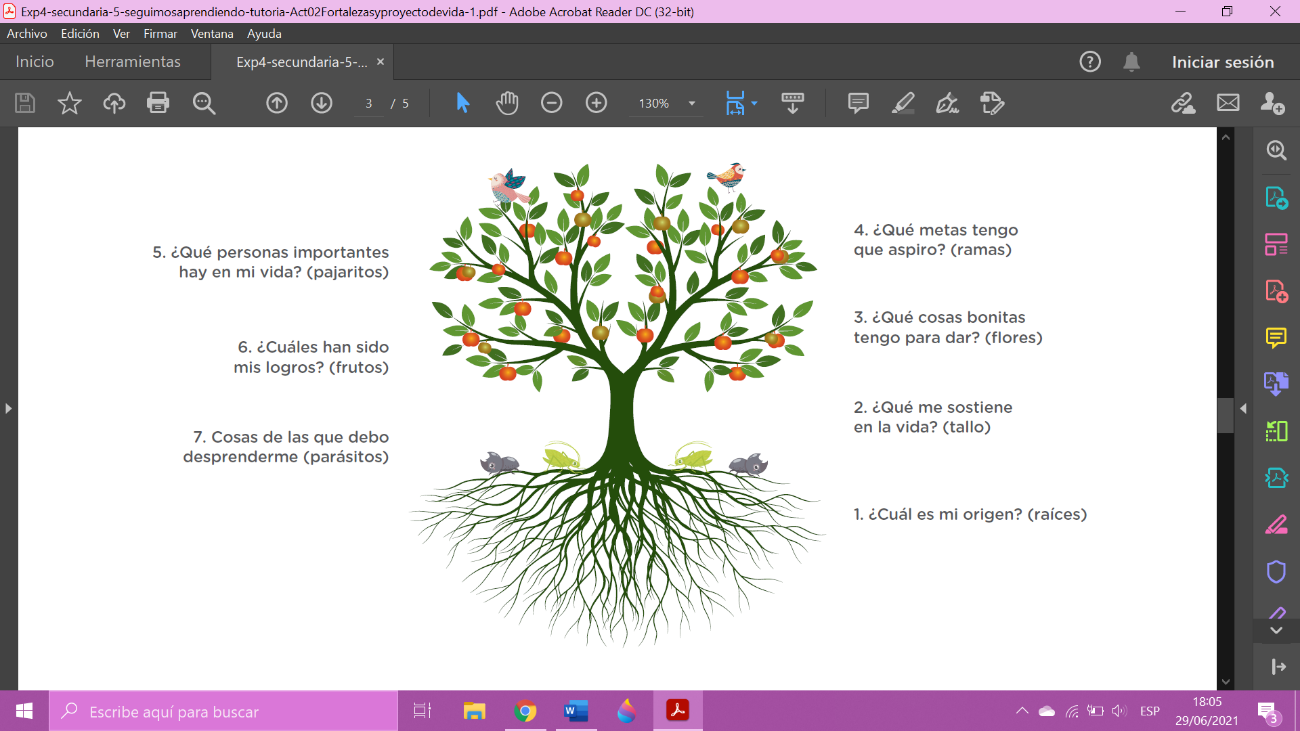 Exp4-secundaria-5-seguimosaprendiendo-tutoria-Act02Fortalezasyproyectodevida-1.pdf - Adobe Acrobat Reader DC (32-bit)
Archivo Edición Ver Firmar Ventana Ayuda
Inicio Herramientas Exp4-secundaria-5-... × Iniciar sesión
3 / 5 130%
5. ¿Qué personas importantes
hay en mi vida? (pajaritos)
6. ¿Cuáles han sido
mis logros? (frutos)
7. Cosas de las que debo
desprenderme (parásitos)
4. ¿Qué metas tengo
que aspiro? (ramas)
3. ¿Qué cosas bonitas
tengo para dar? (flores)
2. ¿Qué me sostiene
en la vida? (tallo)
1. ¿Cuál es mi origen? (raíces)
Escribe aquí para buscar
ESP
18:05
29/06/2021
3